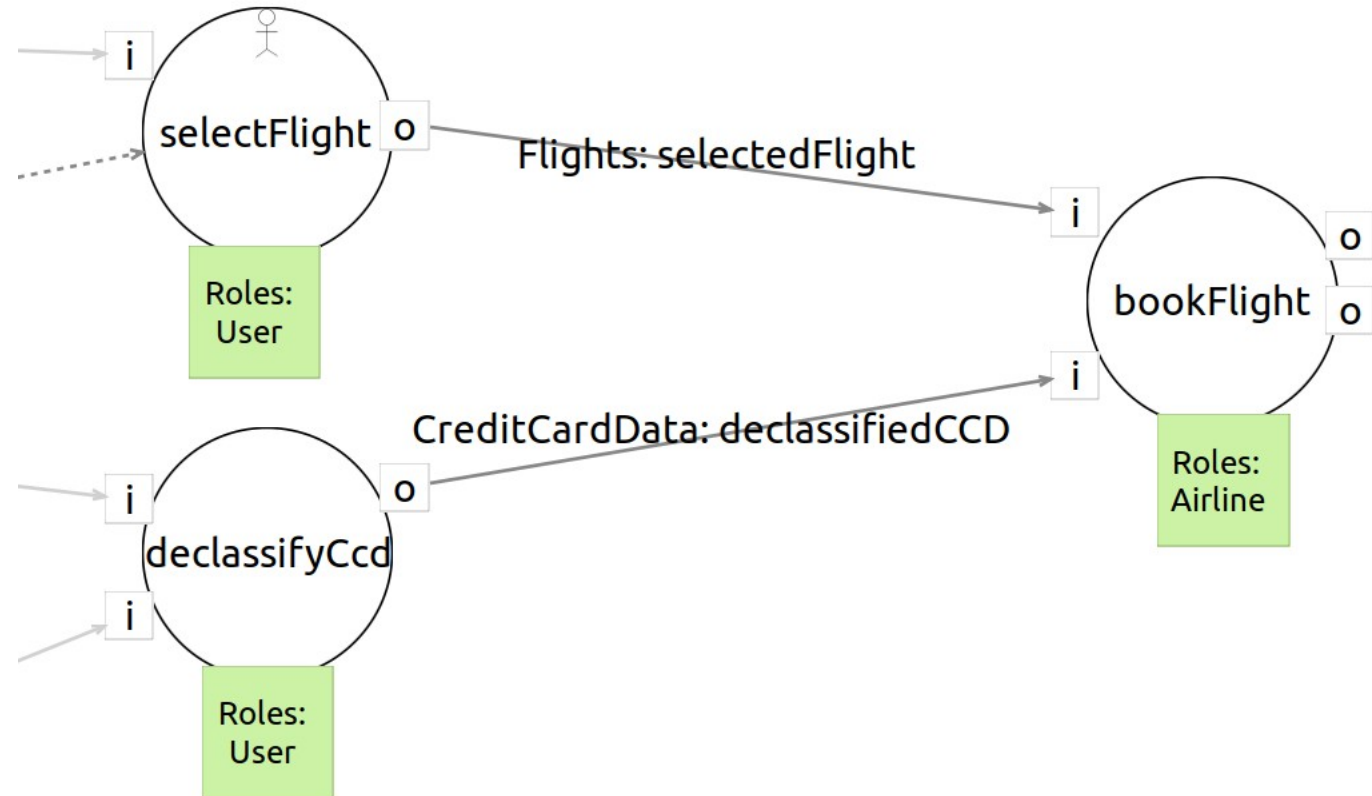 i
selectFlight
o
Flights: selectedFlight
Roles:
User
i
o
bookFlight
o
i
Roles:
Airline
CreditCardData: declassifiedCCD
i
o
declassifyCcd
i
Roles:
User